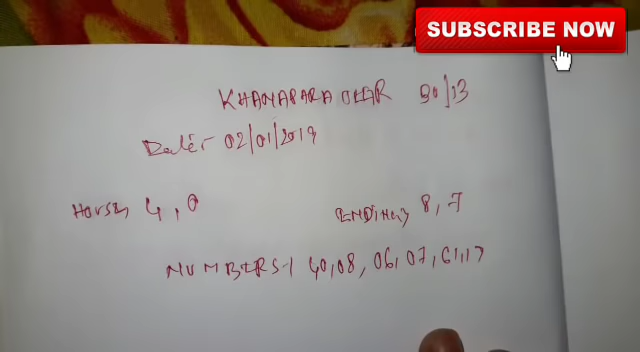 SUBSCRIBE NOW
KHANAPARA TEER 30/13
Date:- 02/01/2019
House 4, 0
ENDING 8, 7
NUMBERS:- 40, 08, 06, 07, 61, 17